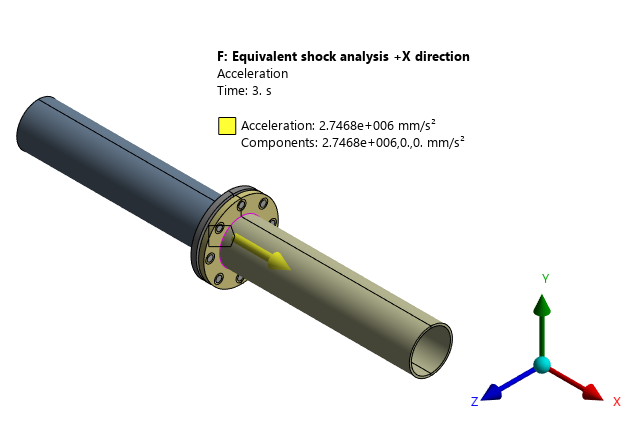 F: Equivalent shock analysis +X direction
Acceleration
Time: 3. s
Acceleration: 2.7468e+006 mm/s²
Components: 2.7468e+006,0.,0. mm/s²
Y
Z
X